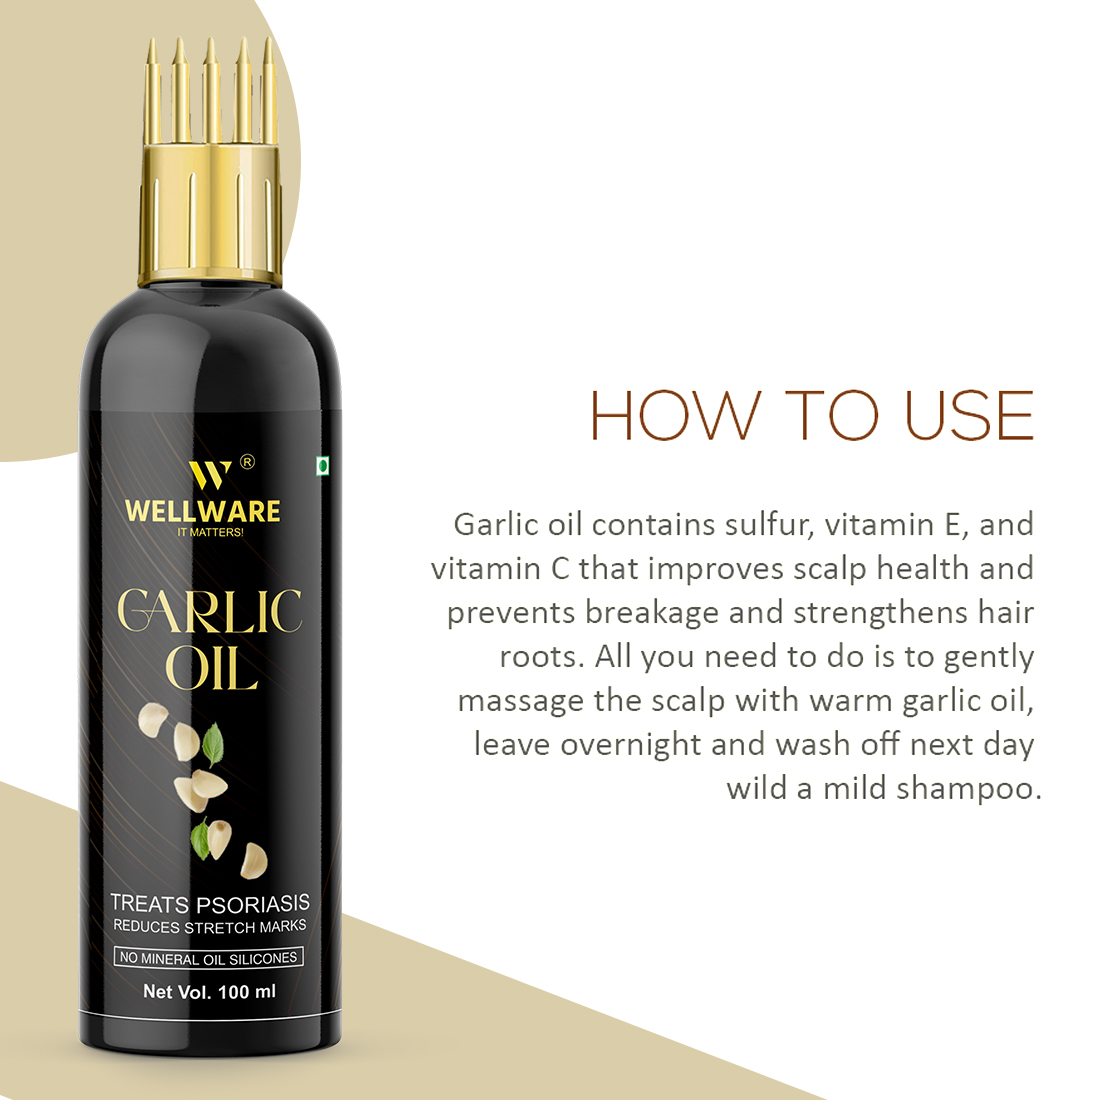 W®
WELLWARE
IT MATTERS!
GARLIC
OIL
TREATS PSORIASIS
REDUCES STRETCH MARKS
NO MINERAL OIL SILICONES
Net Vol. 100 ml
HOW TO USE
Garlic oil contains sulfur, vitamin E, and
vitamin C that improves scalp health and
prevents breakage and strengthens hair
roots. All you need to do is to gently
massage the scalp with warm garlic oil,
leave overnight and wash off next day
wild a mild shampoo.